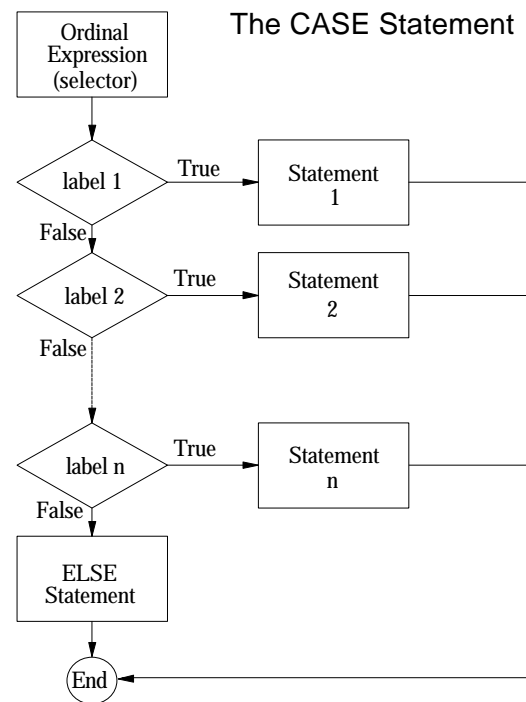 The CASE Statement
Ordinal
Expression
(selector)
label 1
True
Statement
1
False
label 2
True
Statement
2
False
label n
True
Statement
n
False
ELSE
Statement
End